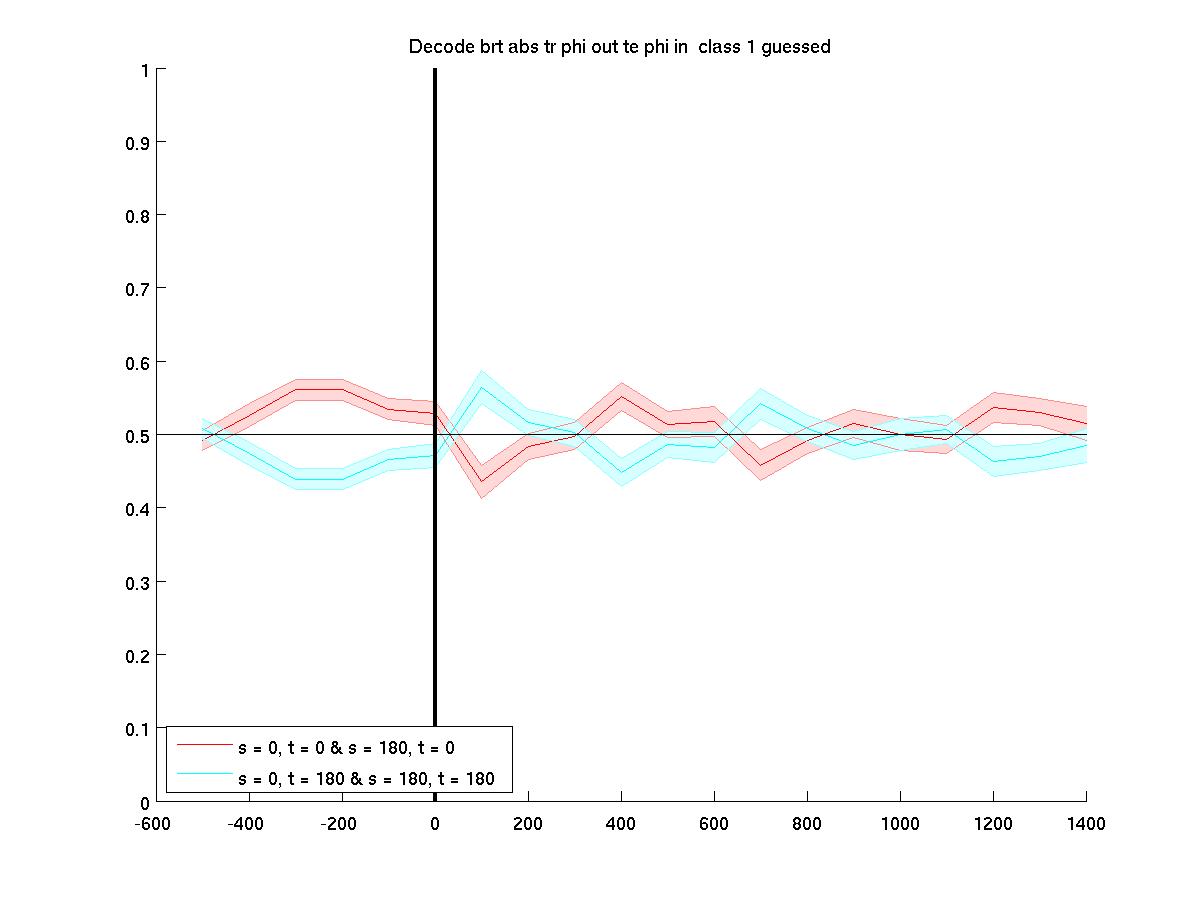 Decode brt abs tr phi out te phi in  class 1 guessed
1
0.9
0.8
0.7
0.6
0.5
0.4
0.3
0.2
0.1
0
s = 0, t = 0 & s = 180, t = 0
s = 0, t = 180 & s = 180, t = 180
-600 -400 -200 0 200 400 600 800 1000 1200 1400